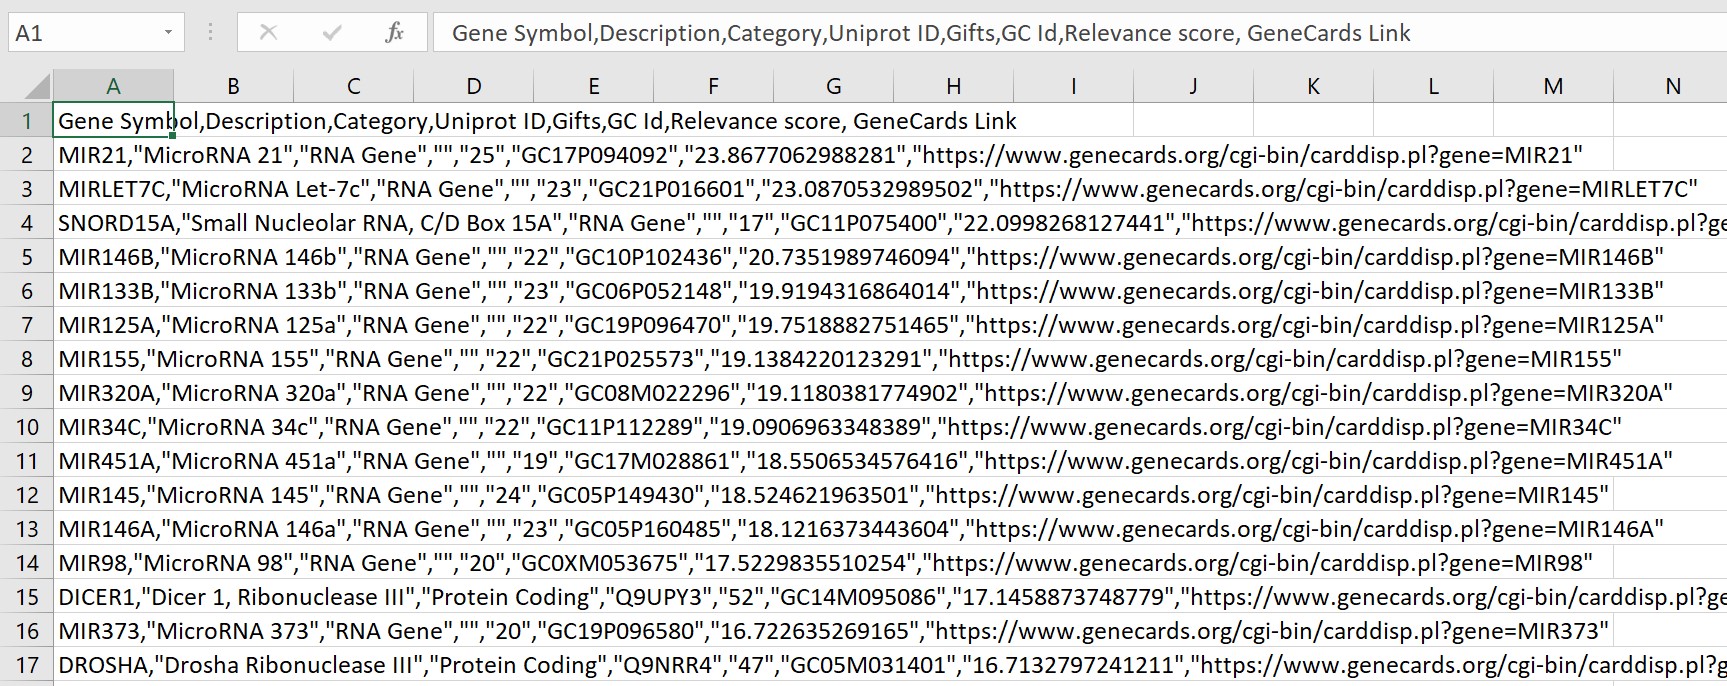 A1 fx Gene Symbol,Description,Category,Uniprot ID,Gifts,GC Id,Relevance score, GeneCards Link
A B C D E F G H I J K L M N
1 Gene Symbol,Description,Category,Uniprot ID,Gifts,GC Id,Relevance score, GeneCards Link
2 MIR21,"MicroRNA 21","RNA Gene","","25","GC17P094092","23.8677062988281","https://www.genecards.org/cgi-bin/carddisp.pl?gene=MIR21"
3 MIRLET7C,"MicroRNA Let-7c","RNA Gene","","23","GC21P016601","23.0870532989502","https://www.genecards.org/cgi-bin/carddisp.pl?gene=MIRLET7C"
4 SNORD15A,"Small Nucleolar RNA, C/D Box 15A","RNA Gene","","17","GC11P075400","22.0998268127441","https://www.genecards.org/cgi-bin/carddisp.pl?ge
5 MIR146B,"MicroRNA 146b","RNA Gene","","22","GC10P102436","20.7351989746094","https://www.genecards.org/cgi-bin/carddisp.pl?gene=MIR146B"
6 MIR133B,"MicroRNA 133b","RNA Gene","","23","GC06P052148","19.9194316864014","https://www.genecards.org/cgi-bin/carddisp.pl?gene=MIR133B"
7 MIR125A,"MicroRNA 125a","RNA Gene","","22","GC19P096470","19.7518882751465","https://www.genecards.org/cgi-bin/carddisp.pl?gene=MIR125A"
8 MIR155,"MicroRNA 155","RNA Gene","","22","GC21P025573","19.1384220123291","https://www.genecards.org/cgi-bin/carddisp.pl?gene=MIR155"
9 MIR320A,"MicroRNA 320a","RNA Gene","","22","GC08M022296","19.1180381774902","https://www.genecards.org/cgi-bin/carddisp.pl?gene=MIR320A"
10 MIR34C,"MicroRNA 34c","RNA Gene","","22","GC11P112289","19.0906963348389","https://www.genecards.org/cgi-bin/carddisp.pl?gene=MIR34C"
11 MIR451A,"MicroRNA 451a","RNA Gene","","19","GC17M028861","18.5506534576416","https://www.genecards.org/cgi-bin/carddisp.pl?gene=MIR451A"
12 MIR145,"MicroRNA 145","RNA Gene","","24","GC05P149430","18.524621963501","https://www.genecards.org/cgi-bin/carddisp.pl?gene=MIR145"
13 MIR146A,"MicroRNA 146a","RNA Gene","","23","GC05P160485","18.1216373443604","https://www.genecards.org/cgi-bin/carddisp.pl?gene=MIR146A"
14 MIR98,"MicroRNA 98","RNA Gene","","20","GC0XM053675","17.5229835510254","https://www.genecards.org/cgi-bin/carddisp.pl?gene=MIR98"
15 DICER1,"Dicer 1, Ribonuclease III","Protein Coding","Q9UPY3","52","GC14M095086","17.1458873748779","https://www.genecards.org/cgi-bin/carddisp.pl?ge
16 MIR373,"MicroRNA 373","RNA Gene","","20","GC19P096580","16.722635269165","https://www.genecards.org/cgi-bin/carddisp.pl?gene=MIR373"
17 DROSHA,"Drosha Ribonuclease III","Protein Coding","Q9NRR4","47","GC05M031401","16.7132797241211","https://www.genecards.org/cgi-bin/carddisp.pl?g